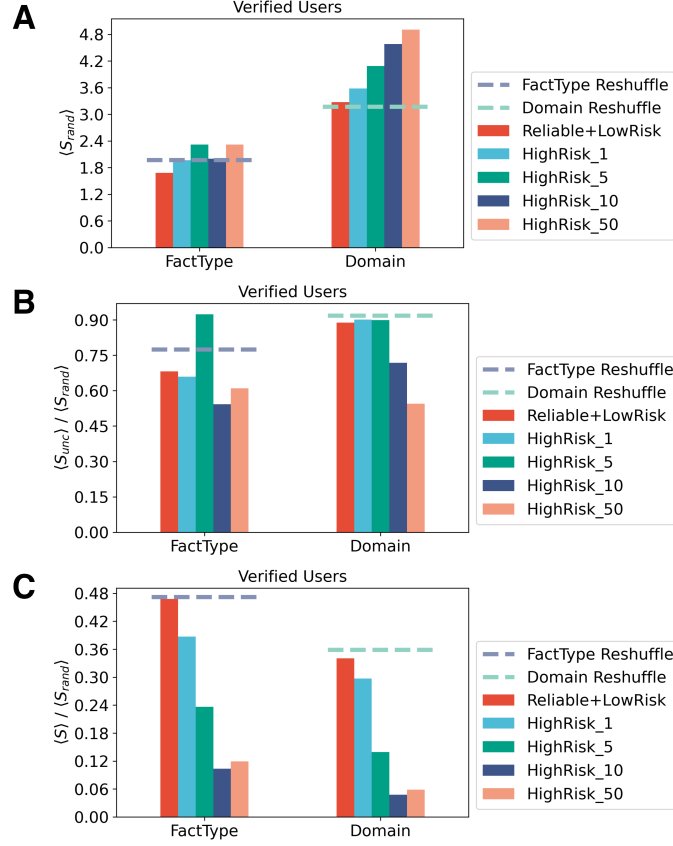 A
Verified Users
⟨S_rand⟩
4.8
4.2
3.6
3.0
2.4
1.8
1.2
0.6
0.0
FactType
Domain
FactType Reshuffle
Domain Reshuffle
Reliable+LowRisk
HighRisk_1
HighRisk_5
HighRisk_10
HighRisk_50
B
Verified Users
⟨S_unc⟩ / ⟨S_rand⟩
0.90
0.75
0.60
0.45
0.30
0.15
0.00
FactType
Domain
FactType Reshuffle
Domain Reshuffle
Reliable+LowRisk
HighRisk_1
HighRisk_5
HighRisk_10
HighRisk_50
C
Verified Users
⟨S⟩ / ⟨S_rand⟩
0.48
0.42
0.36
0.30
0.24
0.18
0.12
0.06
0.00
FactType
Domain
FactType Reshuffle
Domain Reshuffle
Reliable+LowRisk
HighRisk_1
HighRisk_5
HighRisk_10
HighRisk_50